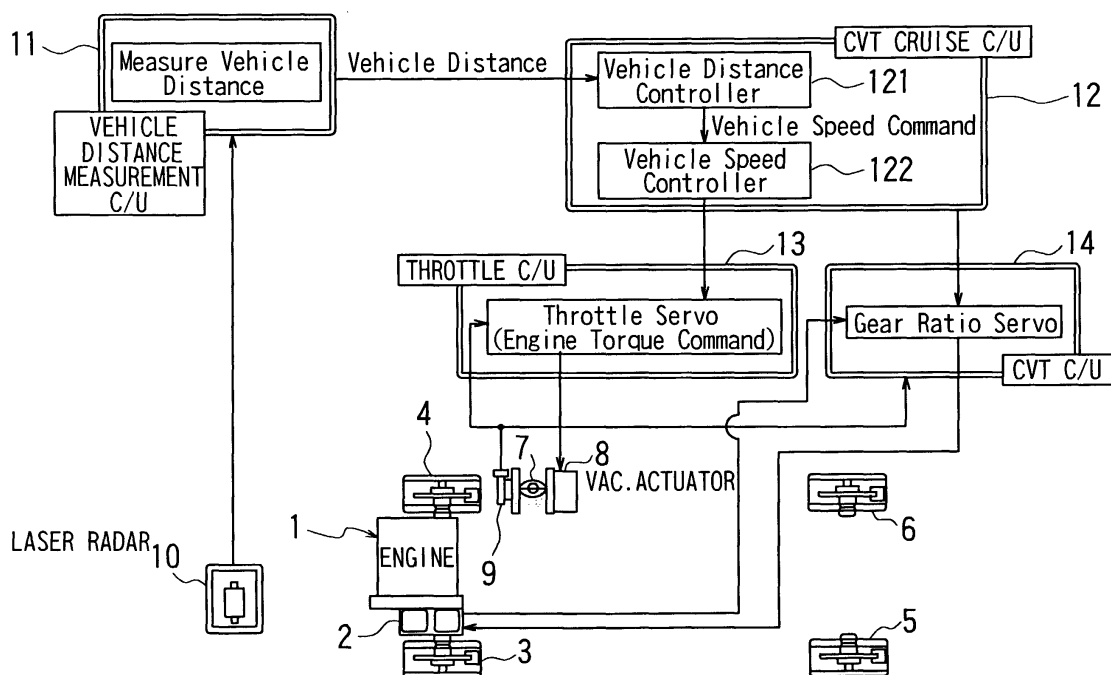 11
Measure Vehicle
Distance
VEHICLE
DISTANCE
MEASUREMENT
C/U
Vehicle Distance
CVT CRUISE C/U
Vehicle Distance
Controller
121
12
Vehicle Speed Command
Vehicle Speed
Controller
122
13
THROTTLE C/U
Throttle Servo
(Engine Torque Command)
14
Gear Ratio Servo
CVT C/U
4
7
8
VAC.ACTUATOR
9
6
1
ENGINE
LASER RADAR
10
2
3
5